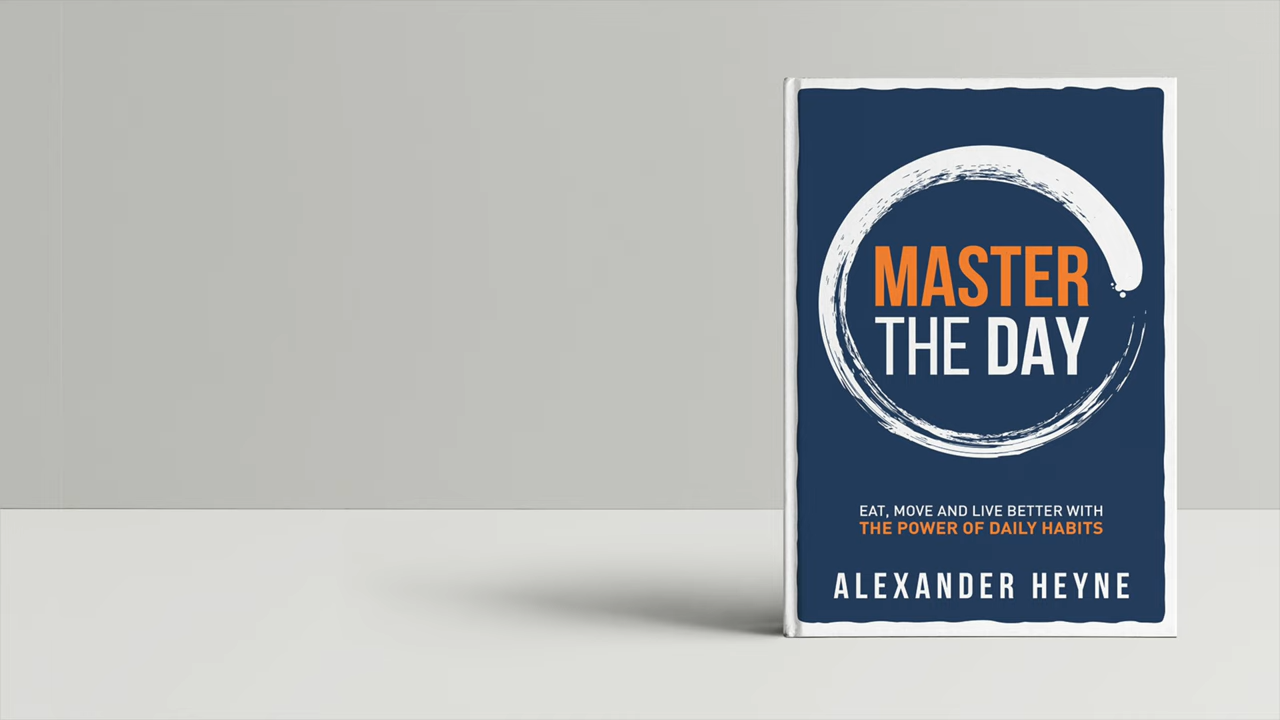 MASTER
THE DAY
EAT, MOVE AND LIVE BETTER WITH
THE POWER OF DAILY HABITS
ALEXANDER HEYNE